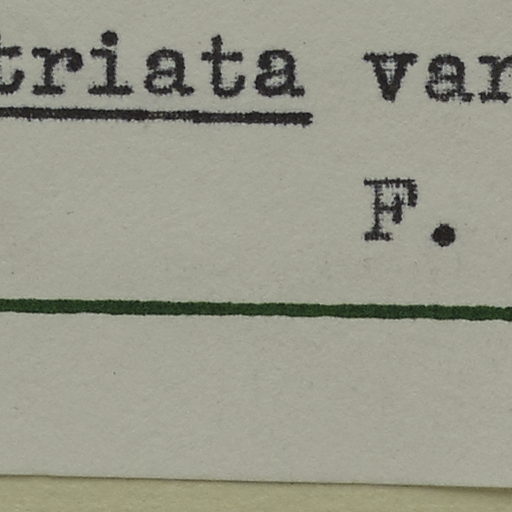 triata var
F.